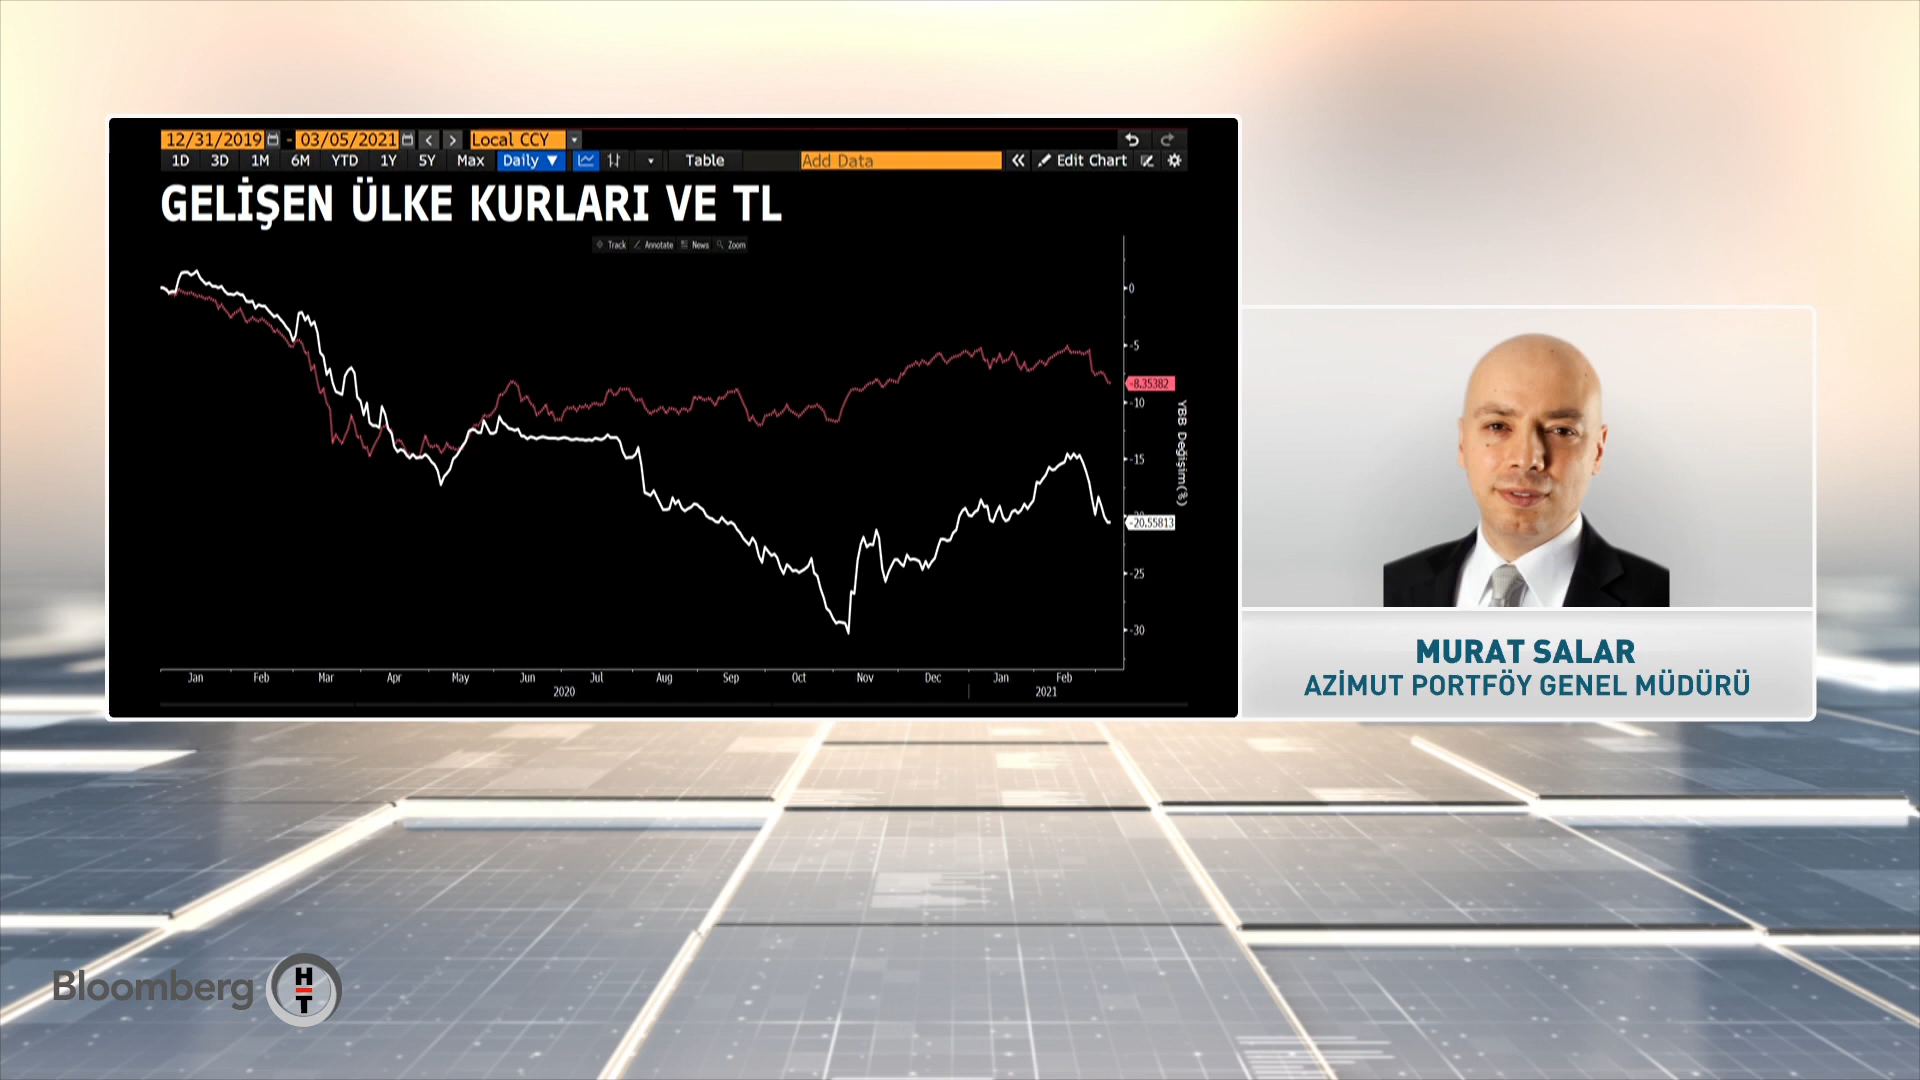 12/31/2019 - 03/05/2021 < > Local CCY
1D 3D 1M 6M YTD 1Y 5Y Max Daily ▼ Table Add Data « Edit Chart
GELİŞEN ÜLKE KURLARI VE TL
Track Annotate News Zoom
0
-5
-8.35382
-10
YBB Değişim(%)
-15
-20.55813
-25
-30
Jan Feb Mar Apr May Jun Jul Aug Sep Oct Nov Dec Jan Feb
2020 2021
MURAT SALAR
AZİMUT PORTFÖY GENEL MÜDÜRÜ
Bloomberg HT